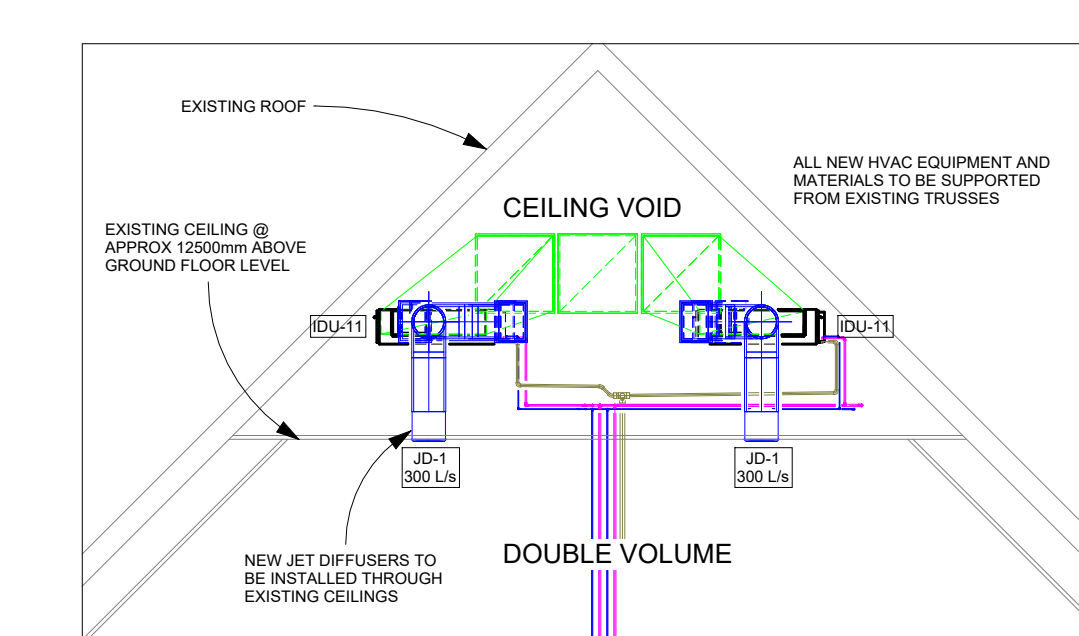 EXISTING ROOF
ALL NEW HVAC EQUIPMENT AND
MATERIALS TO BE SUPPORTED
FROM EXISTING TRUSSES
CEILING VOID
EXISTING CEILING @
APPROX 12500mm ABOVE
GROUND FLOOR LEVEL
IDU-11
IDU-11
JD-1
300 L/s
JD-1
300 L/s
DOUBLE VOLUME
NEW JET DIFFUSERS TO
BE INSTALLED THROUGH
EXISTING CEILINGS